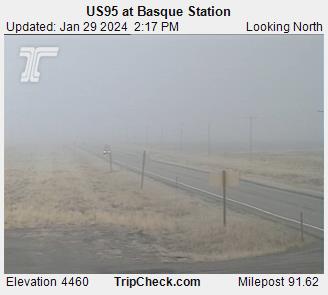 US95 at Basque Station
Updated: Jan 29 2024 2:17 PM Looking North
Elevation 4460 TripCheck.com Milepost 91.62